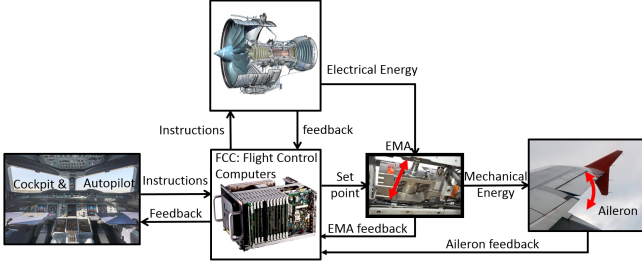 Electrical Energy
Instructions
feedback
EMA
FCC: Flight Control
Computers
Cockpit & Autopilot
Instructions
Set
point
Mechanical
Energy
Aileron
Feedback
EMA feedback
Aileron feedback